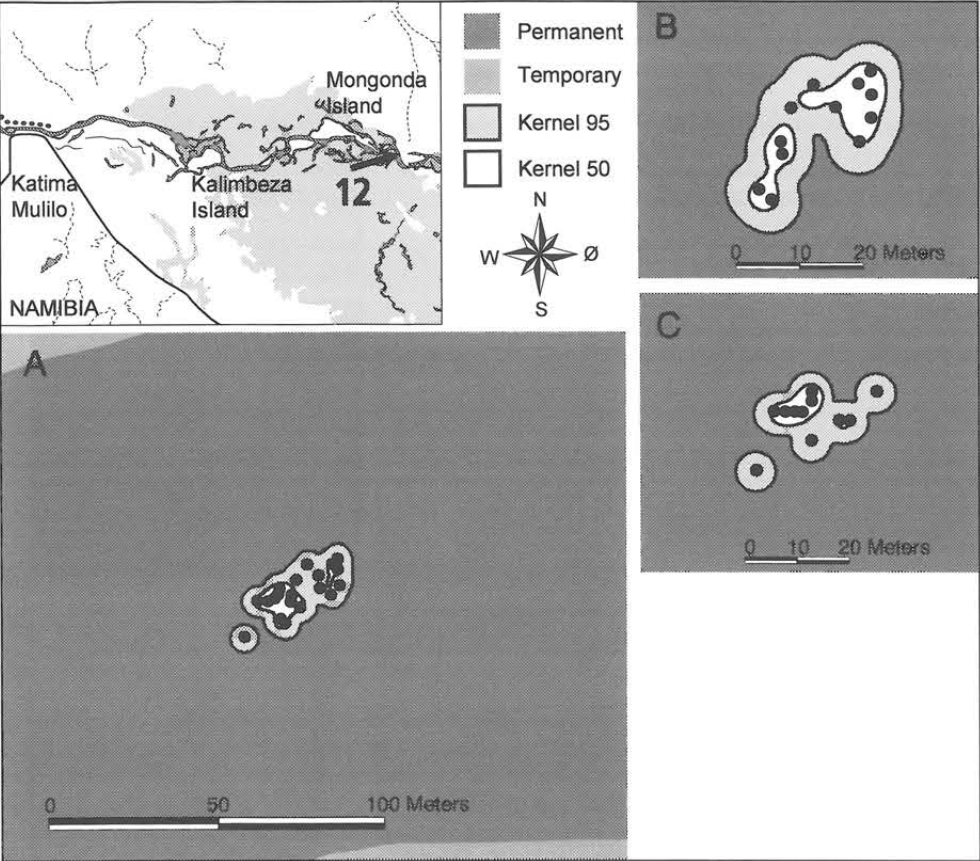 Mongonda
Island
Katima
Mulilo
Kalimbeza
Island
12
NAMIBIA
Permanent
Temporary
Kernel 95
Kernel 50
N
W Ø
S
B
0 10 20 Meters
C
0 10 20 Meters
A
0 50 100 Meters